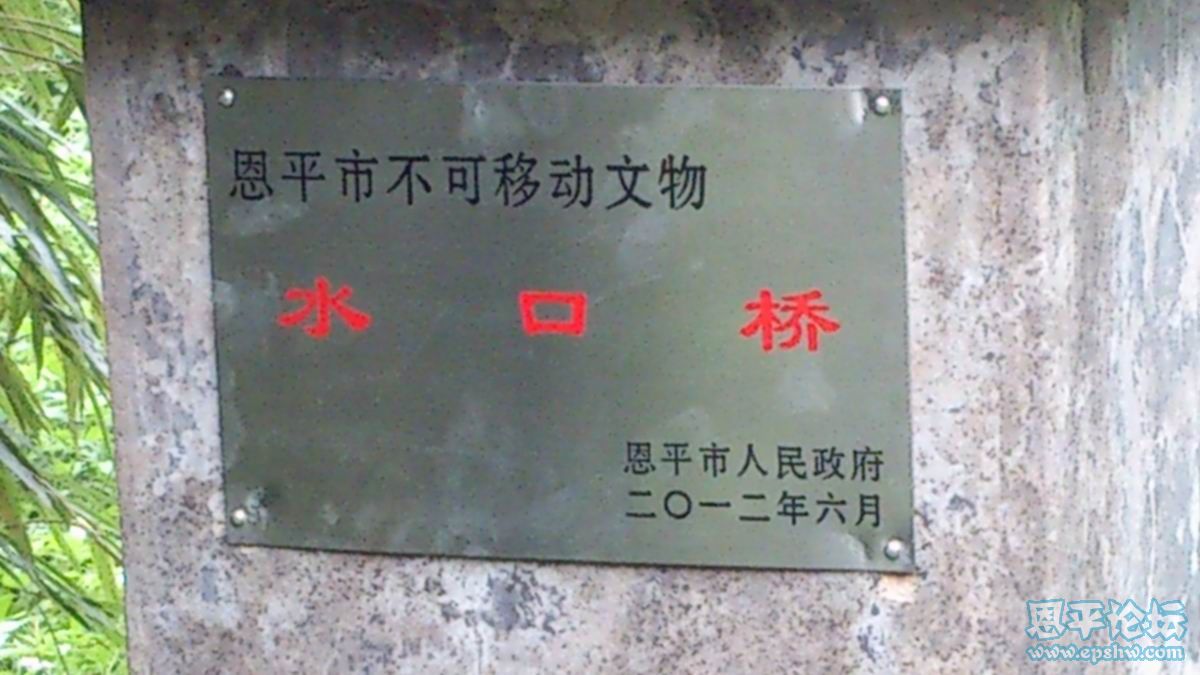 恩平市不可移动文物
水口桥
恩平市人民政府
二〇一二年六月
恩平论坛
www.epshw.com